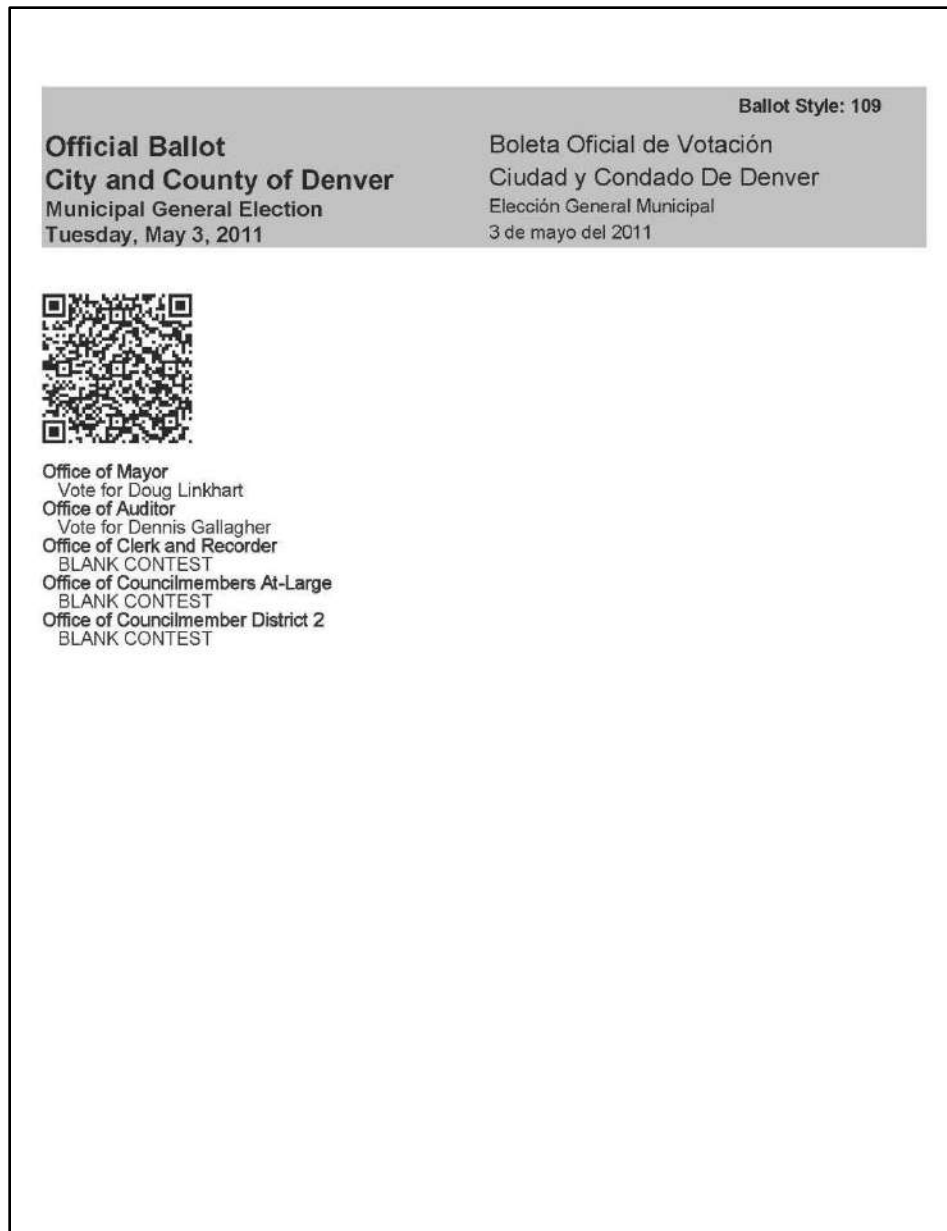 Ballot Style: 109
Official Ballot
City and County of Denver
Municipal General Election
Tuesday, May 3, 2011
Boleta Oficial de Votación
Ciudad y Condado De Denver
Elección General Municipal
3 de mayo del 2011
Office of Mayor
Vote for Doug Linkhart
Office of Auditor
Vote for Dennis Gallagher
Office of Clerk and Recorder
BLANK CONTEST
Office of Councilmembers At-Large
BLANK CONTEST
Office of Councilmember District 2
BLANK CONTEST